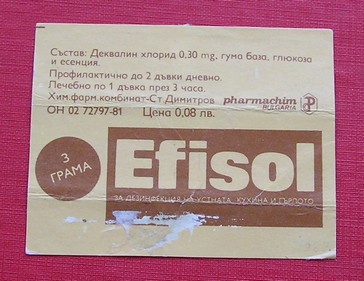 Състав: Деквалин хлорид 0,30 mg, гума база, глюкоза
и есенция.
Профилактично до 2 дъвки дневно.
Лечебно по 1 дъвка през 3 часа.
Хим.фарм.комбинат-Ст Димитров pharmachim
BULGARIA
ОН 02 72797-81 Цена 0,08 лв.
3
ГРАМА
Efisol
ЗА ДЕЗИНФЕКЦИЯ НА УСТНАТА КУХИНА И ГЪРЛОТО